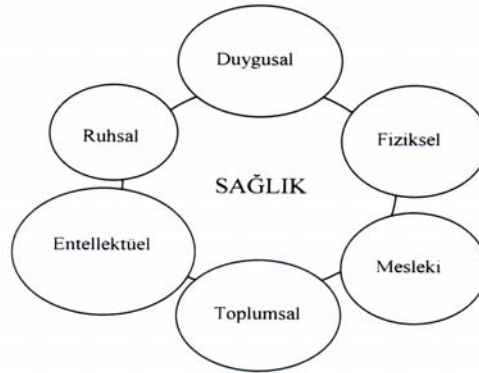 Duygusal
Ruhsal
Fiziksel
SAĞLIK
Entellektüel
Mesleki
Toplumsal